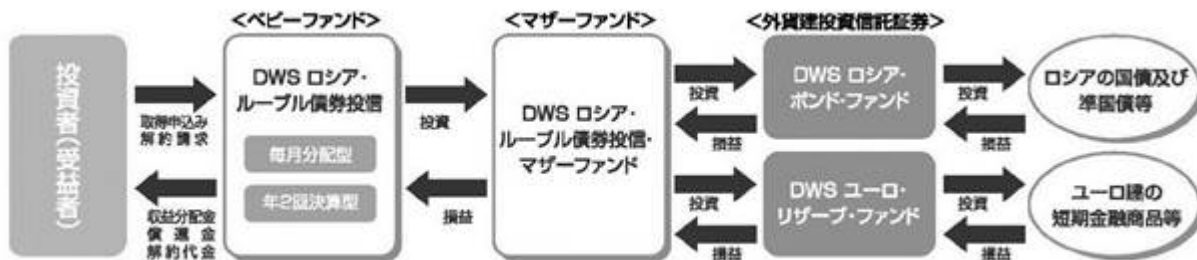 <ベビーファンド>
<マザーファンド>
<外貨建投資信託証券>
投資者(受益者)
取得申込み
解約請求
収益分配金
償還金
解約代金
DWS ロシア・
ルーブル債券投信
毎月分配型
年2回決算型
投資
損益
DWS ロシア・
ルーブル債券投信・
マザーファンド
投資
損益
投資
損益
DWS ロシア・
ボンド・ファンド
DWS ユーロ・
リザーブ・ファンド
投資
損益
投資
損益
ロシアの国債及び
準国債等
ユーロ建の
短期金融商品等